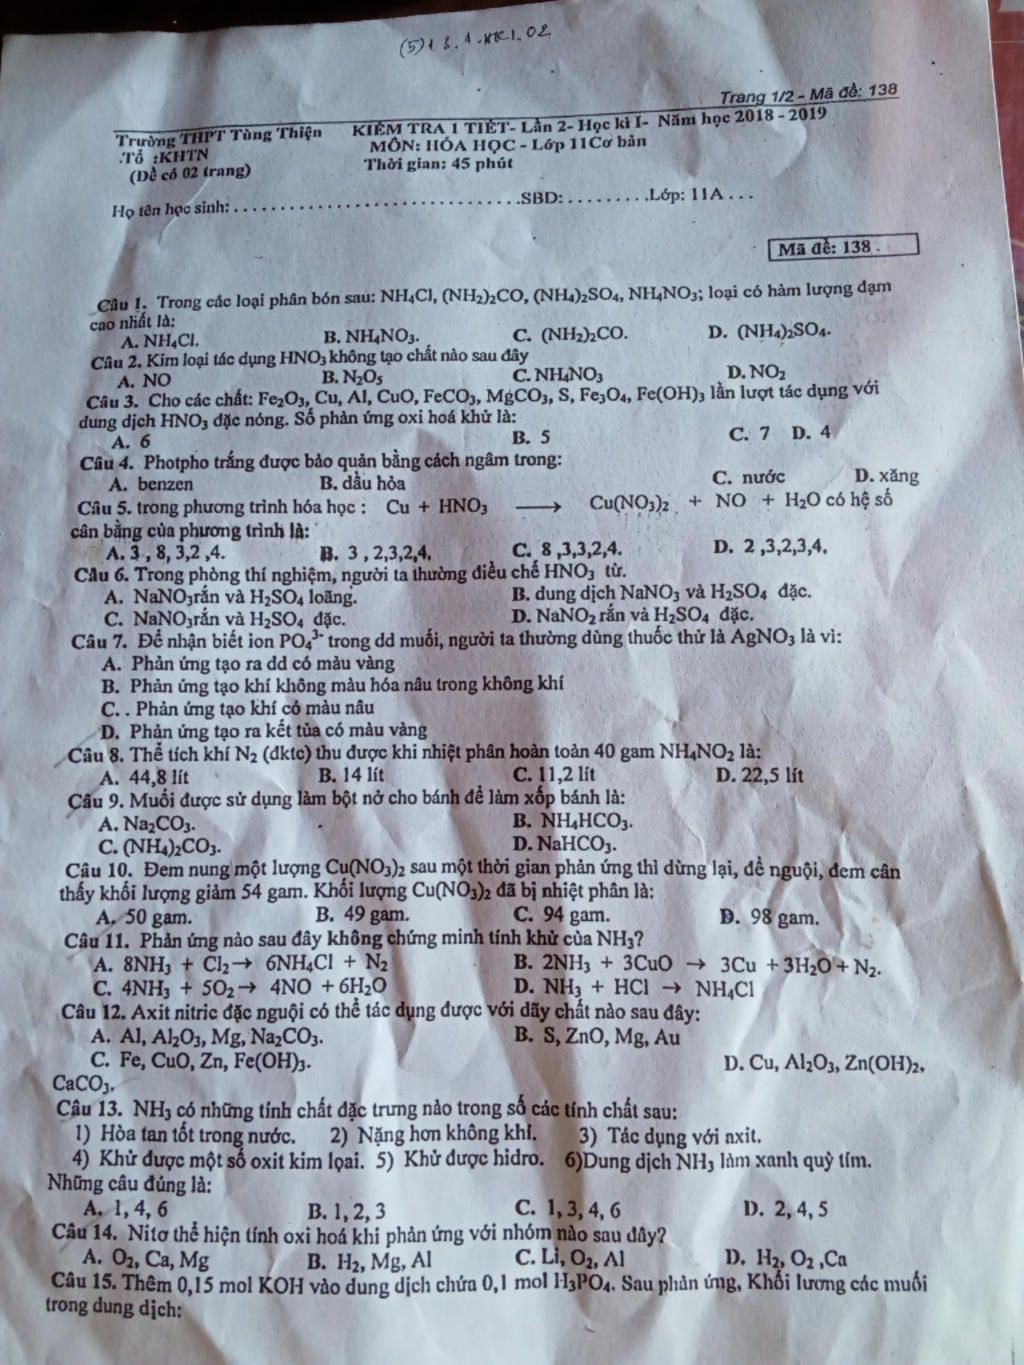 (5)1.3.1.HK1.02
Trang 1/2 - Mã đề: 138
Trường THPT Tùng Thiện KIỂM TRA 1 TIẾT- Lần 2- Học kì I- Năm học 2018 - 2019
.Tổ :KHTN MÔN: HÓA HỌC - Lớp 11Cơ bản
(Đề có 02 trang) Thời gian: 45 phút
Họ tên học sinh: . . . . . . . . . . . . . . . . . . . . . . . . . . . . . . .SBD: . . . . . . . . .Lớp: 11A . . .
Mã đề: 138 .
Câu 1. Trong các loại phân bón sau: NH₄Cl, (NH₂)₂CO, (NH₄)₂SO₄, NH₄NO₃; loại có hàm lượng đạm
cao nhất là:
A. NH₄Cl. B. NH₄NO₃. C. (NH₂)₂CO. D. (NH₄)₂SO₄.
Câu 2. Kim loại tác dụng HNO₃ không tạo chất nào sau đây
A. NO B. N₂O₅ C. NH₄NO₃ D. NO₂
Câu 3. Cho các chất: Fe₂O₃, Cu, Al, CuO, FeCO₃, MgCO₃, S, Fe₃O₄, Fe(OH)₃ lần lượt tác dụng với
dung dịch HNO₃ đặc nóng. Số phản ứng oxi hoá khử là:
A. 6 B. 5 C. 7 D. 4
Câu 4. Photpho trắng được bảo quản bằng cách ngâm trong:
A. benzen B. dầu hỏa C. nước D. xăng
Câu 5. trong phương trình hóa học : Cu + HNO₃ ⟶ Cu(NO₃)₂ + NO + H₂O có hệ số
cân bằng của phương trình là:
A. 3 , 8, 3,2 ,4. B. 3 , 2,3,2,4. C. 8 ,3,3,2,4. D. 2 ,3,2,3,4.
Câu 6. Trong phòng thí nghiệm, người ta thường điều chế HNO₃ từ.
A. NaNO₃rắn và H₂SO₄ loãng. B. dung dịch NaNO₃ và H₂SO₄ đặc.
C. NaNO₃rắn và H₂SO₄ đặc. D. NaNO₂ rắn và H₂SO₄ đặc.
Câu 7. Để nhận biết ion PO₄³⁻ trong dd muối, người ta thường dùng thuốc thử là AgNO₃ là vì:
A. Phản ứng tạo ra dd có màu vàng
B. Phản ứng tạo khí không màu hóa nâu trong không khí
C. . Phản ứng tạo khí có màu nâu
D. Phản ứng tạo ra kết tủa có màu vàng
Câu 8. Thể tích khí N₂ (đktc) thu được khi nhiệt phân hoàn toàn 40 gam NH₄NO₂ là:
A. 44,8 lít B. 14 lít C. 11,2 lít D. 22,5 lít
Câu 9. Muối được sử dụng làm bột nở cho bánh để làm xốp bánh là:
A. Na₂CO₃. B. NH₄HCO₃.
C. (NH₄)₂CO₃. D. NaHCO₃.
Câu 10. Đem nung một lượng Cu(NO₃)₂ sau một thời gian phản ứng thì dừng lại, để nguội, đem cân
thấy khối lượng giảm 54 gam. Khối lượng Cu(NO₃)₂ đã bị nhiệt phân là:
A. 50 gam. B. 49 gam. C. 94 gam. D. 98 gam.
Câu 11. Phản ứng nào sau đây không chứng minh tính khử của NH₃?
A. 8NH₃ + Cl₂→ 6NH₄Cl + N₂ B. 2NH₃ + 3CuO → 3Cu + 3H₂O + N₂.
C. 4NH₃ + 5O₂→ 4NO + 6H₂O D. NH₃ + HCl → NH₄Cl
Câu 12. Axit nitric đặc nguội có thể tác dụng được với dãy chất nào sau đây:
A. Al, Al₂O₃, Mg, Na₂CO₃. B. S, ZnO, Mg, Au
C. Fe, CuO, Zn, Fe(OH)₃. D. Cu, Al₂O₃, Zn(OH)₂,
CaCO₃.
Câu 13. NH₃ có những tính chất đặc trưng nào trong số các tính chất sau:
1) Hòa tan tốt trong nước. 2) Nặng hơn không khí. 3) Tác dụng với axit.
4) Khử được một số oxit kim lọai. 5) Khử được hidro. 6)Dung dịch NH₃ làm xanh quỳ tím.
Những câu đúng là:
A. 1, 4, 6 B. 1, 2, 3 C. 1, 3, 4, 6 D. 2, 4, 5
Câu 14. Nitơ thể hiện tính oxi hoá khi phản ứng với nhóm nào sau đây?
A. O₂, Ca, Mg B. H₂, Mg, Al C. Li, O₂, Al D. H₂, O₂ ,Ca
Câu 15. Thêm 0,15 mol KOH vào dung dịch chứa 0,1 mol H₃PO₄. Sau phản ứng, Khối lương các muối
trong dung dịch: